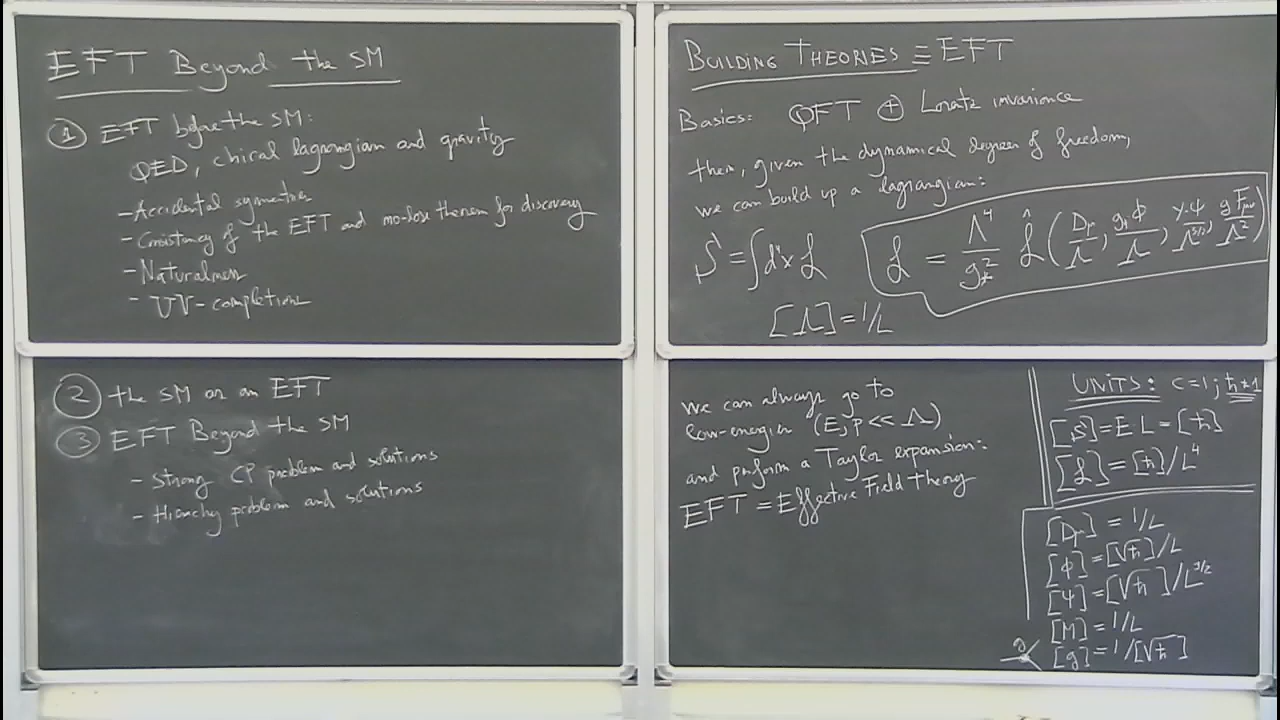 EFT Beyond the SM
① EFT before the SM:
QED, chiral lagrangian and gravity
- Accidental symmetries
- Consistency of the EFT and no-lose theorem for discovery
- Naturalness
- UV-completions
② the SM as an EFT
③ EFT Beyond the SM
- Strong CP problem and solutions
- Hierarchy problem and solutions
BUILDING THEORIES ≡ EFT
Basics: QFT ⊕ Lorentz invariance
then, given the dynamical degrees of freedom,
we can build up a lagrangian:
S = ∫d⁴x ℒ
ℒ = Λ⁴/g*² ℒ̂ (Dμ/Λ, g*ϕ/Λ, g*ψ/Λ^{3/2}, gFμν/Λ²)
[Λ] = 1/L
we can always go to
low-energies (E, p << Λ)
and perform a Taylor expansion:
EFT = Effective Field Theory
UNITS: c=1 ; ħ≠1
[S] = E L = [ħ]
[ℒ] = [ħ]/L⁴
[Dμ] = 1/L
[ϕ] = [√ħ]/L
[ψ] = [√ħ]/L^{3/2}
[M] = 1/L
g [g] = 1/[√ħ]